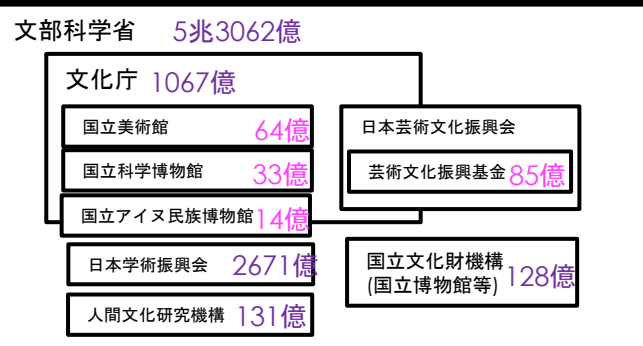 文部科学省 5兆3062億
文化庁 1067億
国立美術館 64億
国立科学博物館 33億
国立アイヌ民族博物館 14億
日本芸術文化振興会
芸術文化振興基金 85億
日本学術振興会 2671億
人間文化研究機構 131億
国立文化財機構
(国立博物館等) 128億